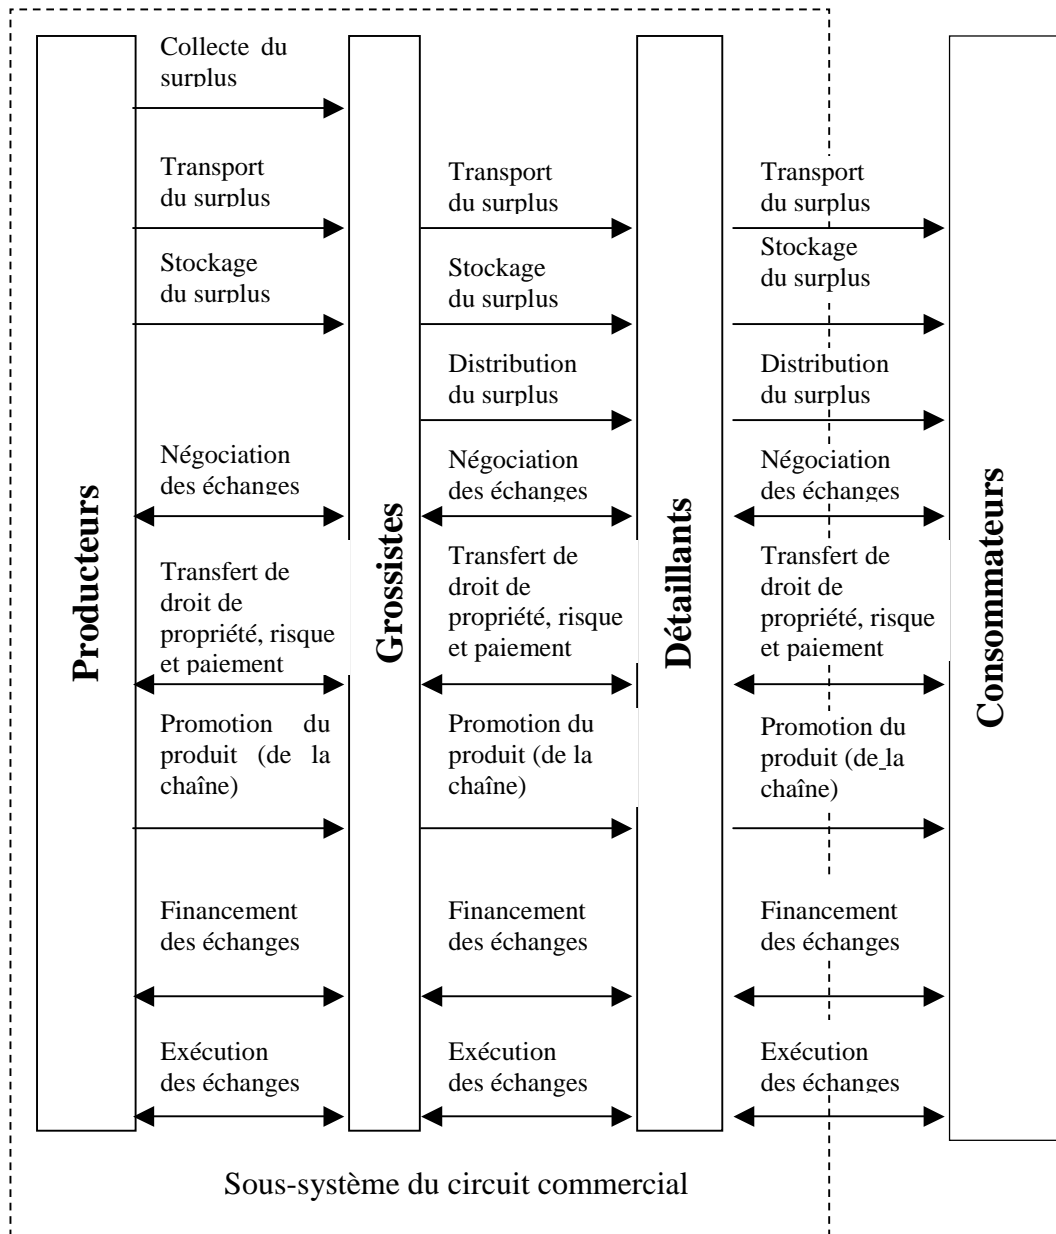 Producteurs
Collecte du
surplus
Transport
du surplus
Stockage
du surplus
Négociation
des échanges
Transfert de
droit de
propriété, risque
et paiement
Promotion du
produit (de la
chaîne)
Financement
des échanges
Exécution
des échanges
Grossistes
Transport
du surplus
Stockage
du surplus
Distribution
du surplus
Négociation
des échanges
Transfert de
droit de
propriété, risque
et paiement
Promotion du
produit (de la
chaîne)
Financement
des échanges
Exécution
des échanges
Détaillants
Transport
du surplus
Stockage
du surplus
Distribution
du surplus
Négociation
des échanges
Transfert de
droit de
propriété, risque
et paiement
Promotion du
produit (de la
chaîne)
Financement
des échanges
Exécution
des échanges
Consommateurs
Sous-système du circuit commercial